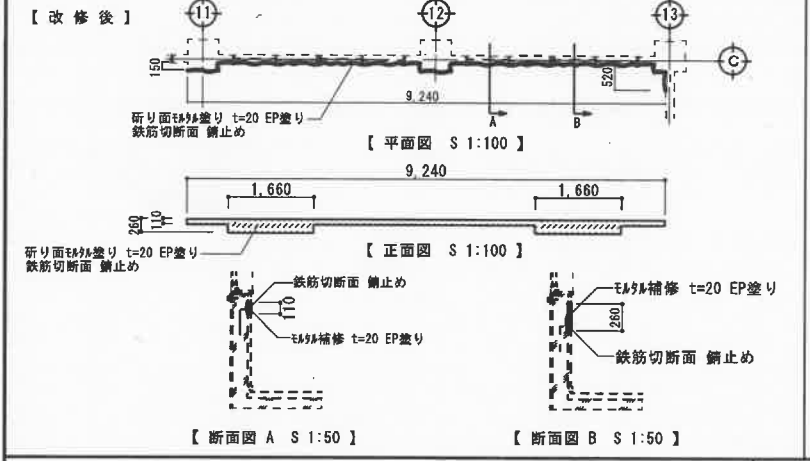 【 改 修 後 】
11
12
13
C
150
520
9,240
A
B
斫り面ﾓﾙﾀﾙ塗り t=20 EP塗り
鉄筋切断面 錆止め
【 平面図 S 1:100 】
9,240
1,660
1,660
260
110
斫り面ﾓﾙﾀﾙ塗り t=20 EP塗り
鉄筋切断面 錆止め
【 正面図 S 1:100 】
鉄筋切断面 錆止め
110
ﾓﾙﾀﾙ補修 t=20 EP塗り
ﾓﾙﾀﾙ補修 t=20 EP塗り
260
鉄筋切断面 錆止め
【 断面図 A S 1:50 】
【 断面図 B S 1:50 】